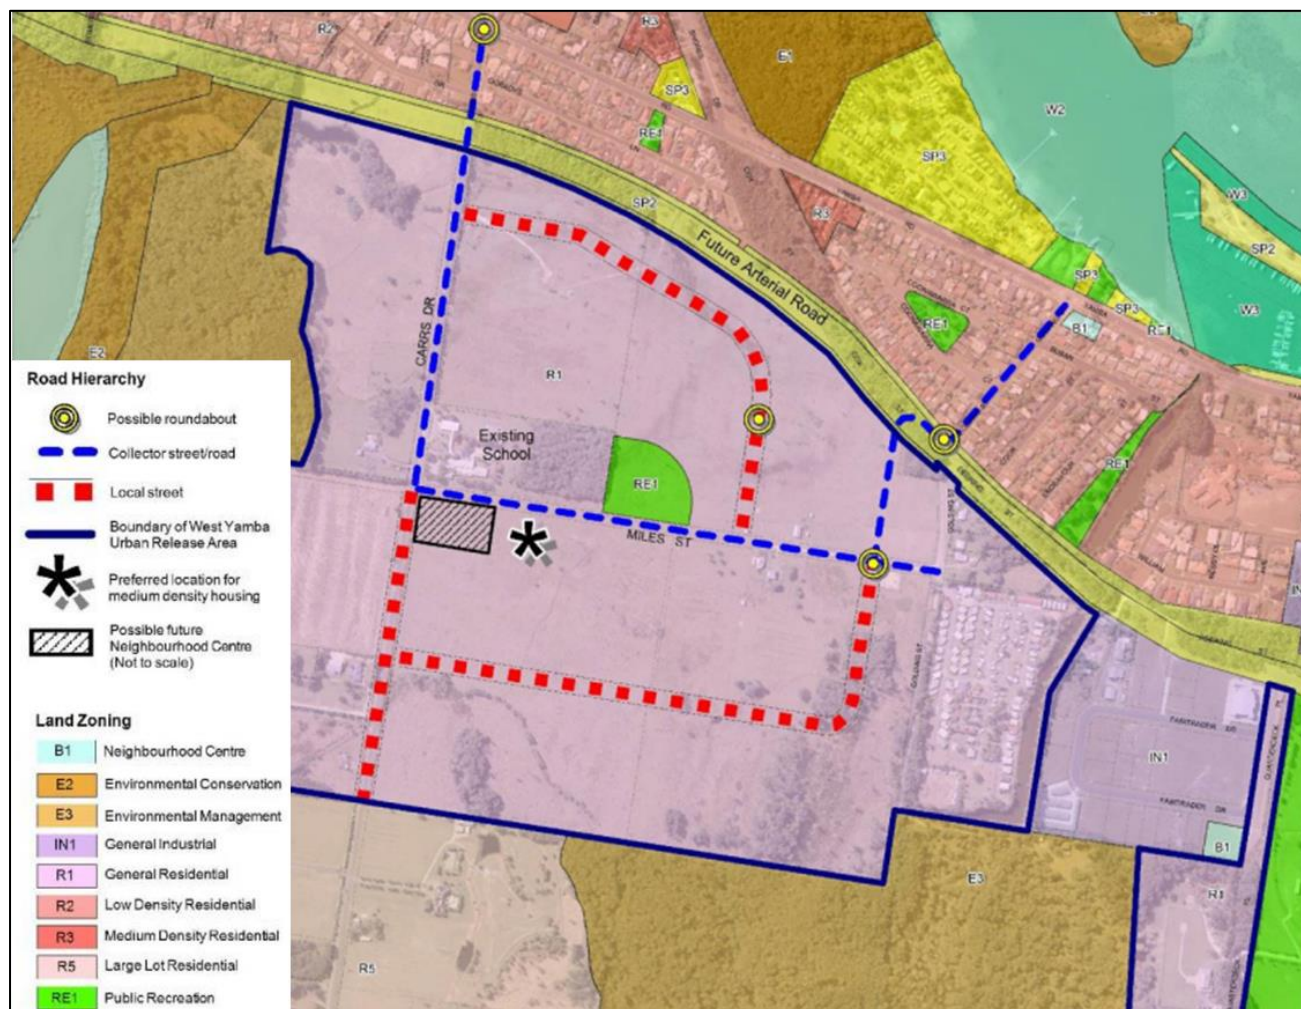 R2
R3
E1
SP3
RE1
W2
SP3
W3
SP2
W3
SP2
R3
Future Arterial Road
SP3
SP3
RE1
B1
RE1
CARRS DR
R1
E2
Existing
School
RE1
RE1
MILES ST
GOLDING ST
GOLDING ST
IN1
B1
E3
R1
R5
Road Hierarchy
Possible roundabout
Collector street/road
Local street
Boundary of West Yamba
Urban Release Area
Preferred location for
medium density housing
Possible future
Neighbourhood Centre
(Not to scale)
Land Zoning
B1 Neighbourhood Centre
E2 Environmental Conservation
E3 Environmental Management
IN1 General Industrial
R1 General Residential
R2 Low Density Residential
R3 Medium Density Residential
R5 Large Lot Residential
RE1 Public Recreation